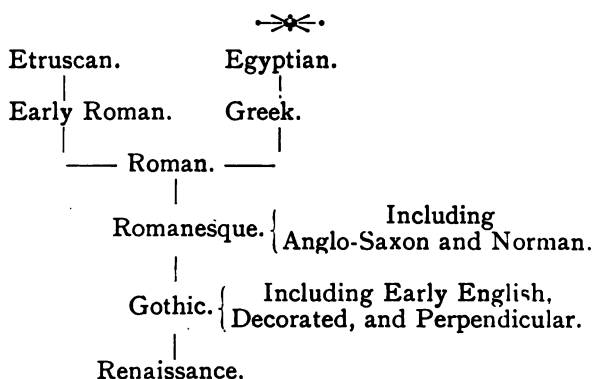 Etruscan. Egyptian.
Early Roman. Greek.
Roman.
Romanesque. Including
Anglo-Saxon and Norman.
Gothic. Including Early English,
Decorated, and Perpendicular.
Renaissance.